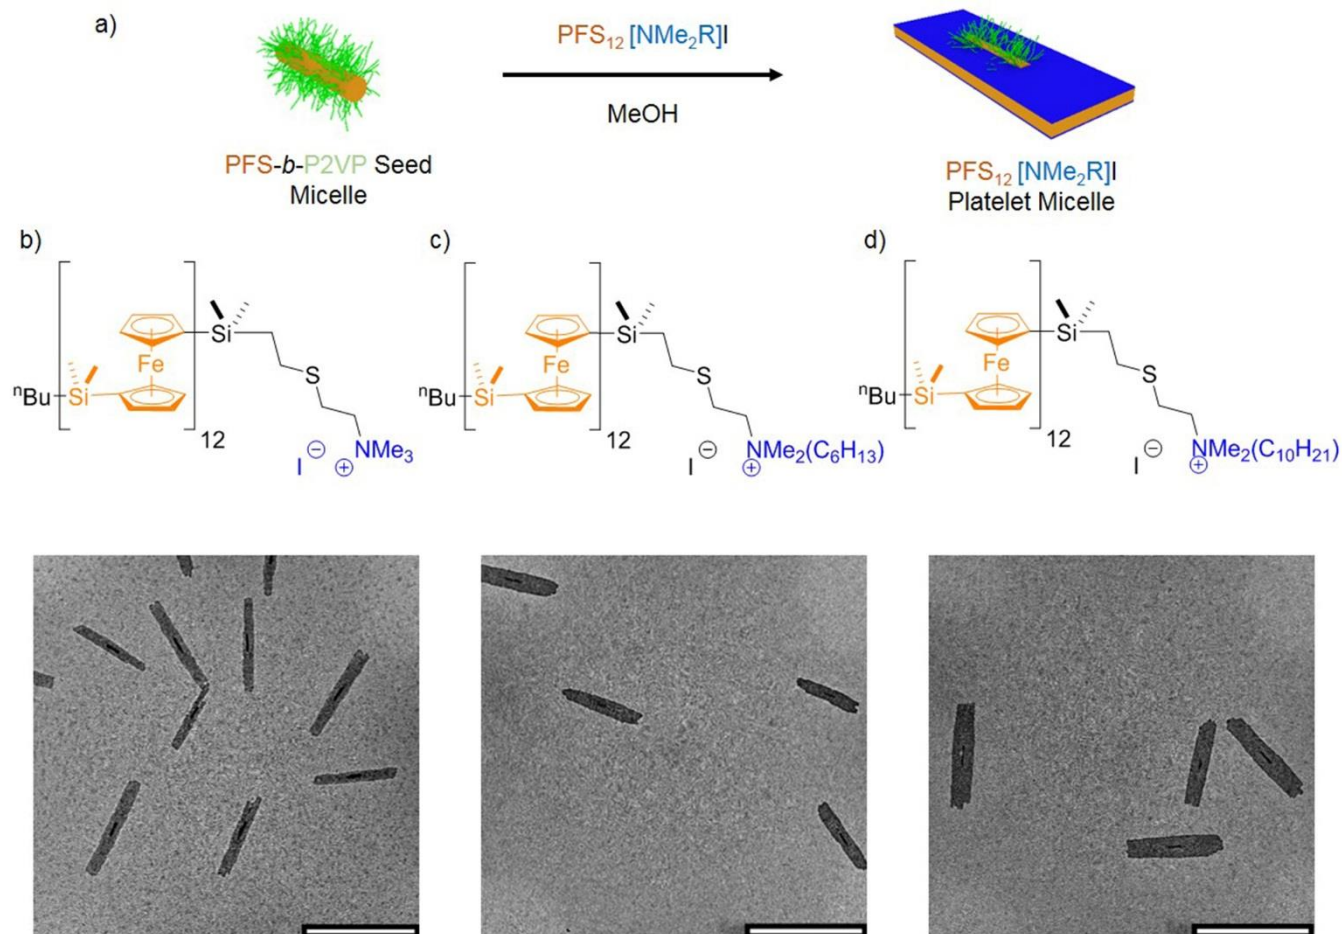 a)
PFS₁₂ [NMe₂R]I
MeOH
PFS-b-P2VP Seed
Micelle
PFS₁₂ [NMe₂R]I
Platelet Micelle
b)
c)
d)
Si
Fe
S
ⁿBu
Si
12
NMe₃
I ⊖
⊕
Si
Fe
S
ⁿBu
Si
12
NMe₂(C₆H₁₃)
I ⊖
⊕
Si
Fe
S
ⁿBu
Si
12
NMe₂(C₁₀H₂₁)
I ⊖
⊕